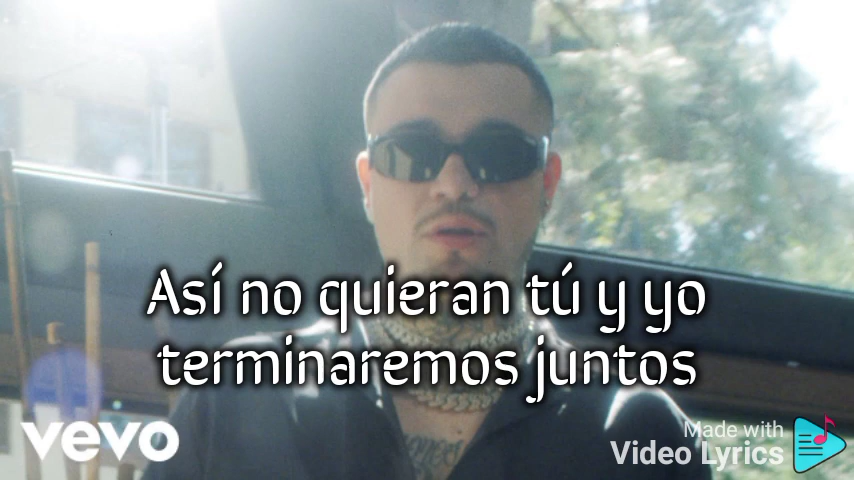 Así no quieran tú y yo
terminaremos juntos
vevo
Made with
Video Lyrics